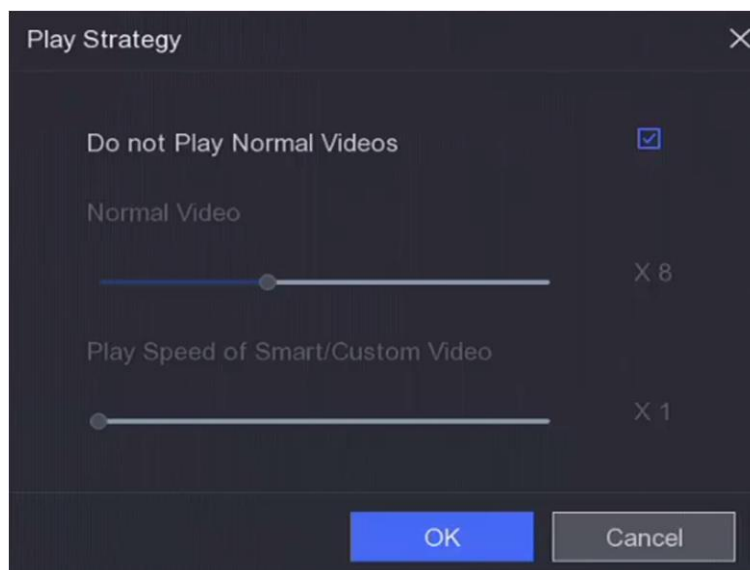 Play Strategy
Do not Play Normal Videos
Normal Video
X 8
Play Speed of Smart/Custom Video
X 1
OK
Cancel